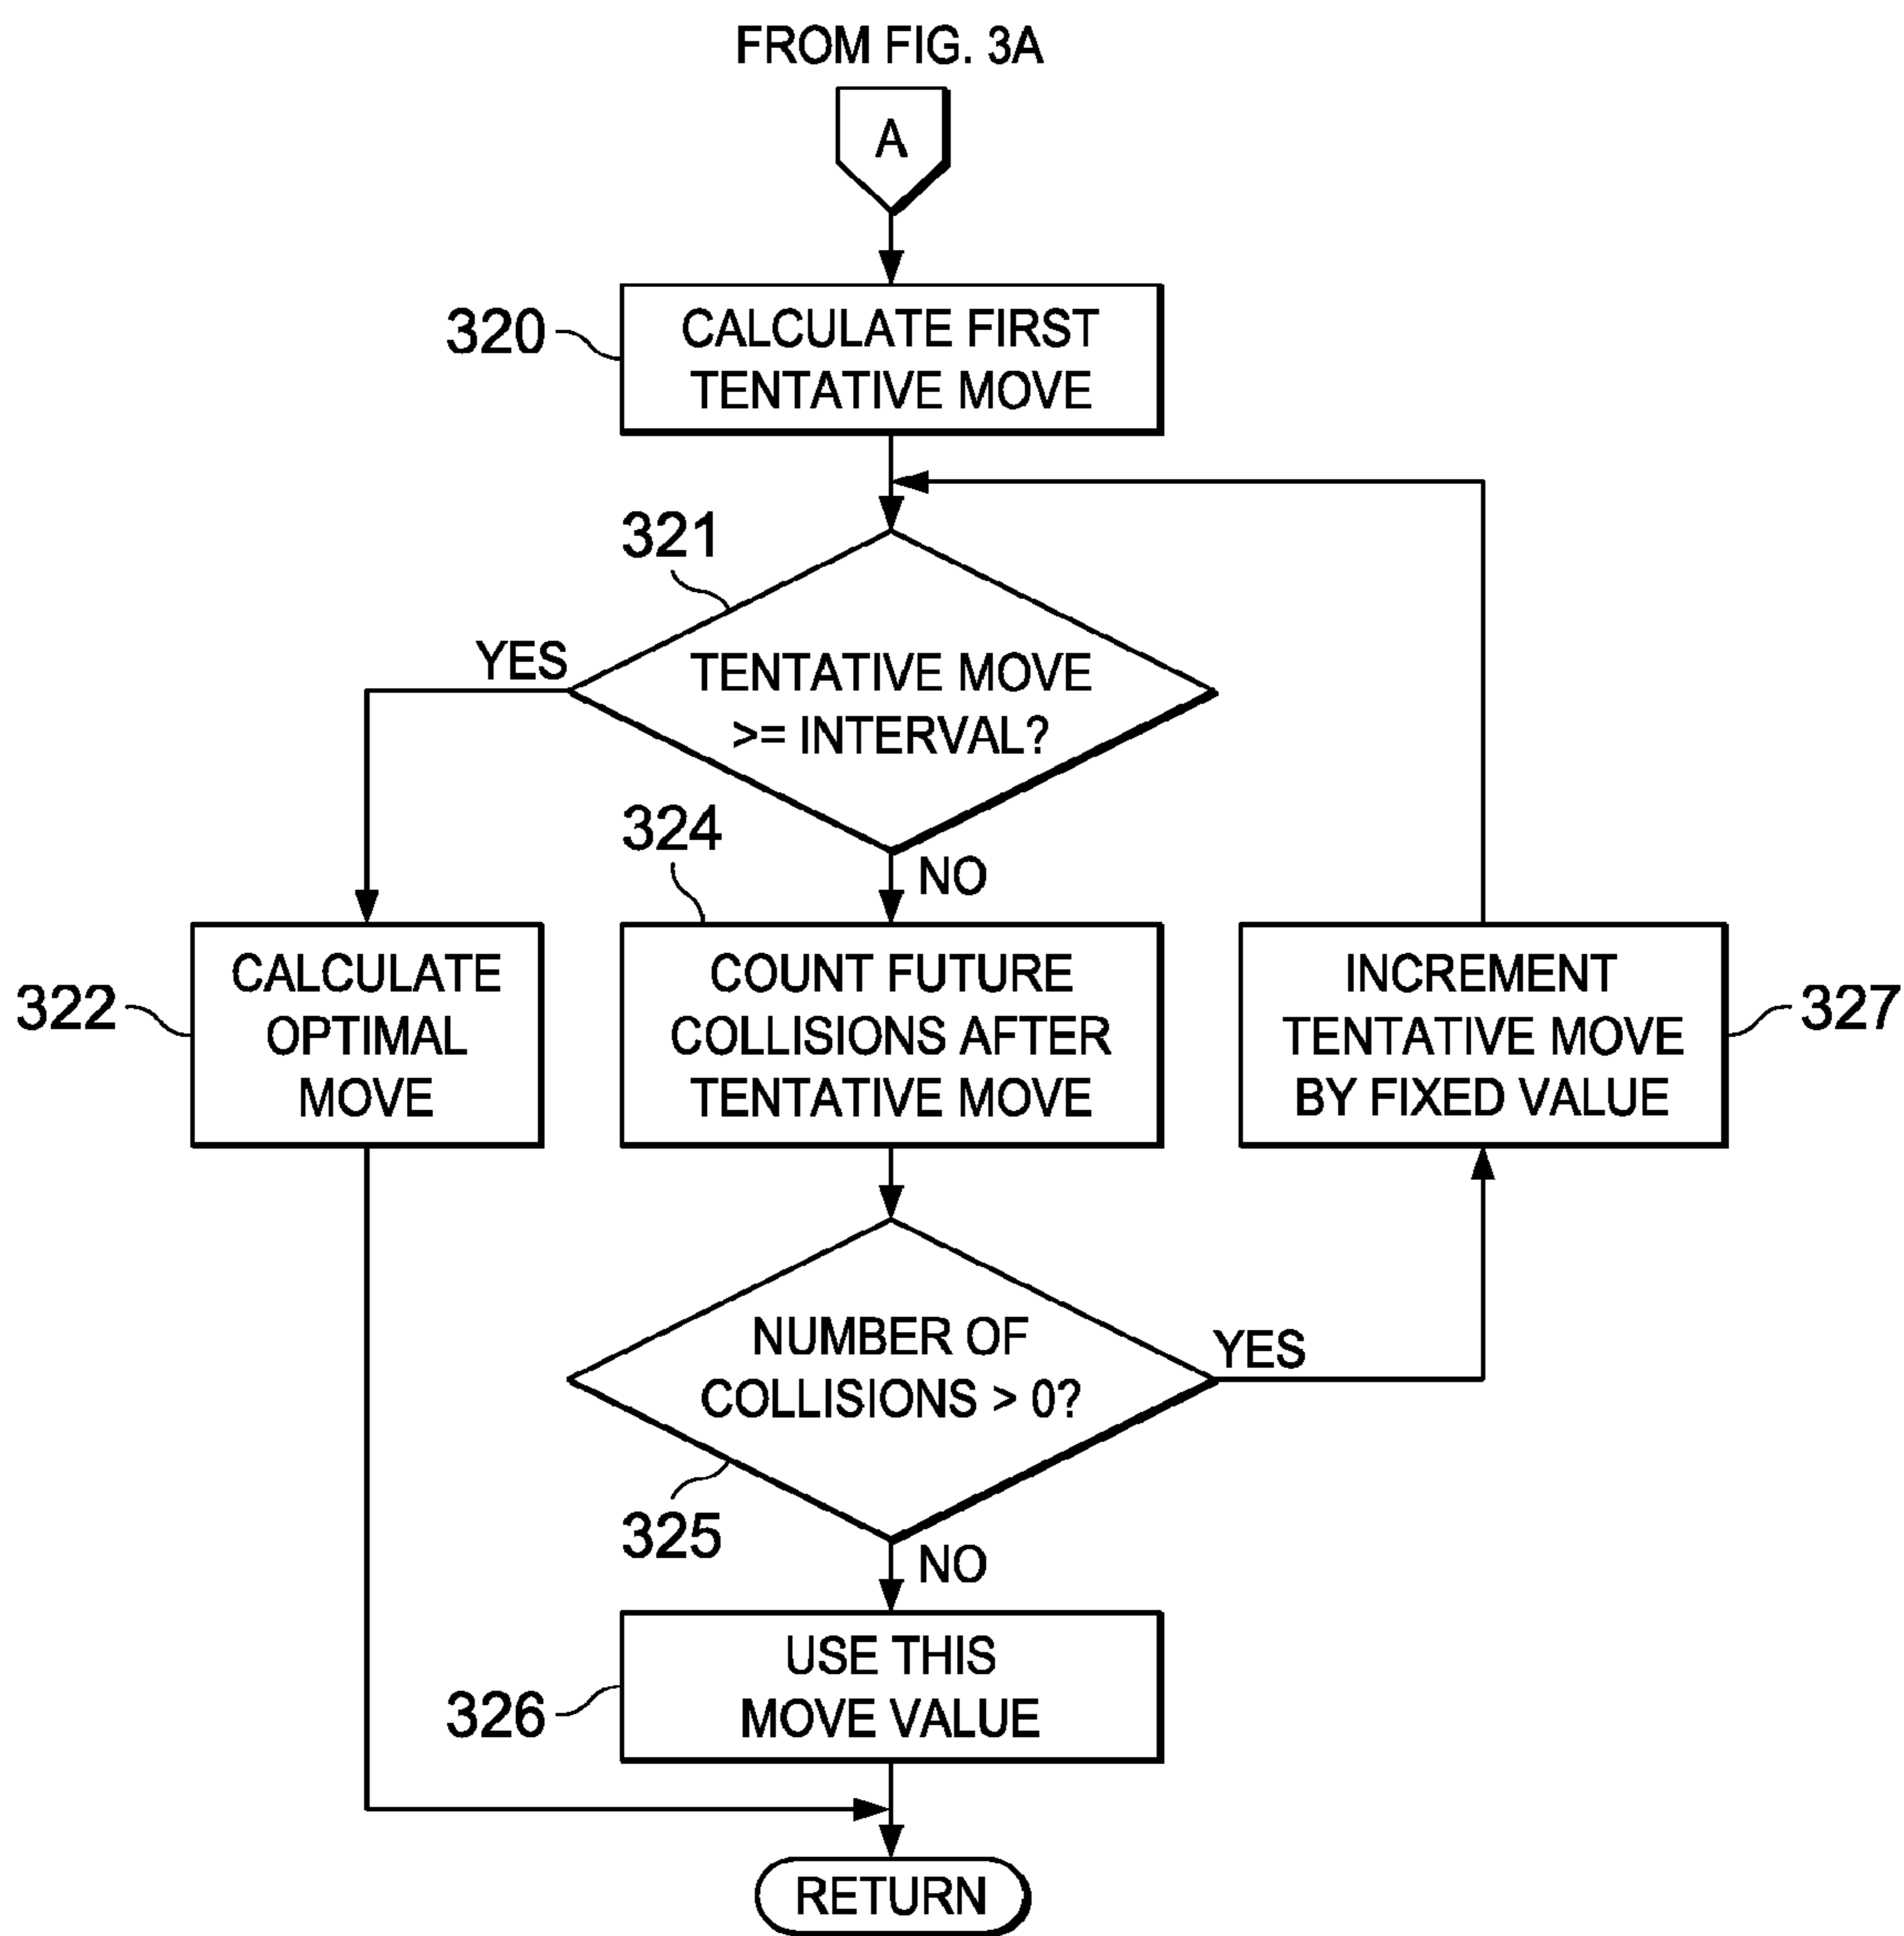 FROM FIG. 3A
A
320
CALCULATE FIRST
TENTATIVE MOVE
321
YES
TENTATIVE MOVE
>= INTERVAL?
324
NO
322
CALCULATE
OPTIMAL
MOVE
COUNT FUTURE
COLLISIONS AFTER
TENTATIVE MOVE
INCREMENT
TENTATIVE MOVE
BY FIXED VALUE
327
NUMBER OF
COLLISIONS > 0?
YES
325
NO
326
USE THIS
MOVE VALUE
RETURN